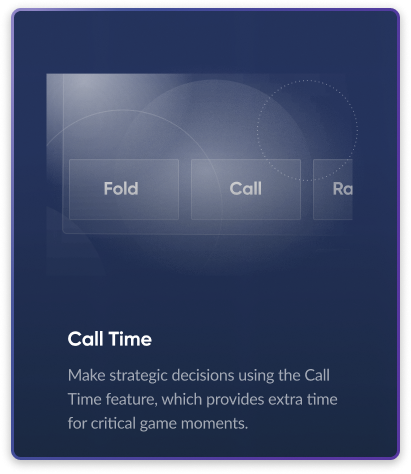 Fold Call Ra
Call Time
Make strategic decisions using the Call
Time feature, which provides extra time
for critical game moments.